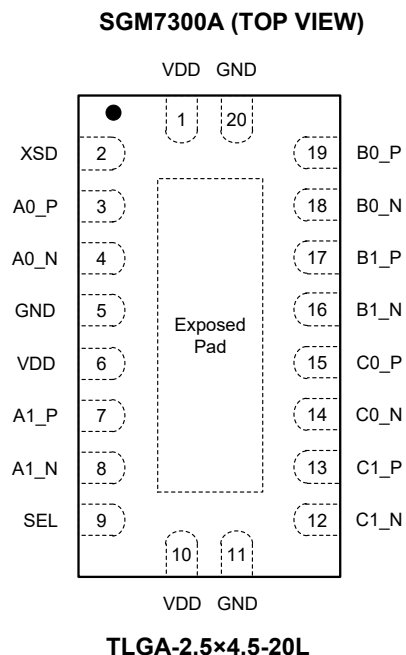 SGM7300A (TOP VIEW)
VDD GND
1 20
XSD 2 19 B0_P
A0_P 3 18 B0_N
A0_N 4 17 B1_P
GND 5 16 B1_N
Exposed
Pad
VDD 6 15 C0_P
A1_P 7 14 C0_N
A1_N 8 13 C1_P
SEL 9 12 C1_N
10 11
VDD GND
TLGA-2.5×4.5-20L